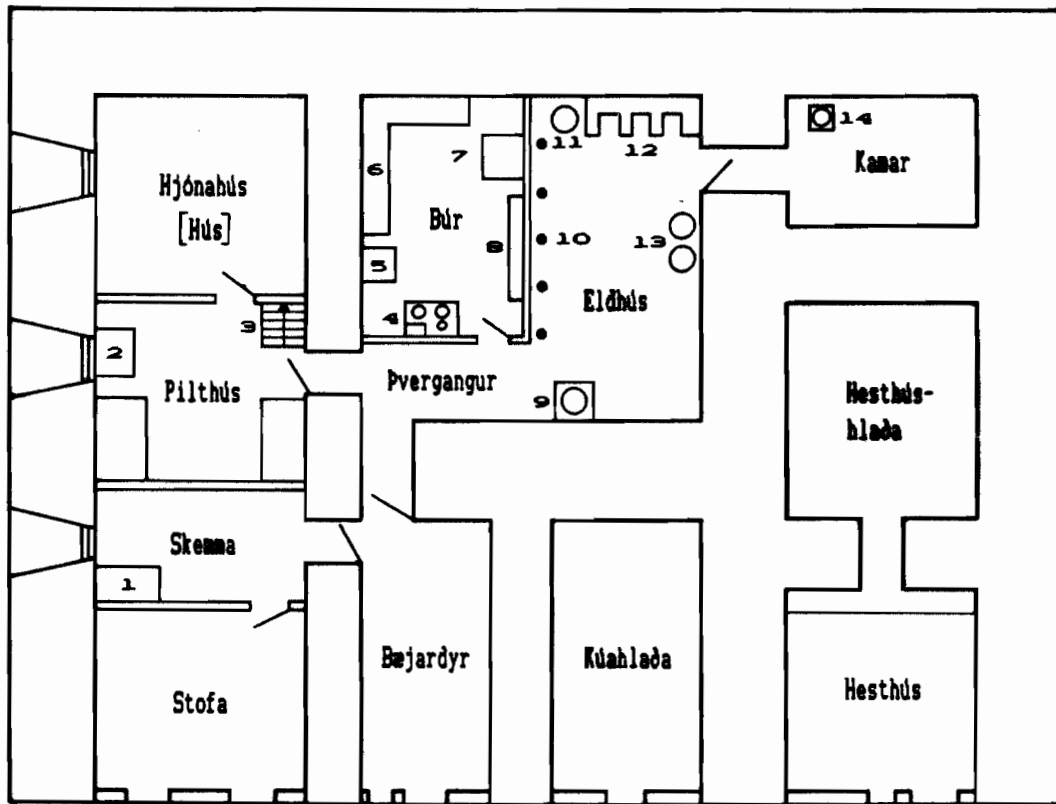 Hjónahús
[Hús]
6
7
Búr
5
8
4
11
12
10
13
Eldhús
14
Kamar
3
2
Pilthús
Þvergangur
9
Hesthús-
hlaða
Skemma
1
Stofa
Bæjardyr
Kúahlaða
Hesthús